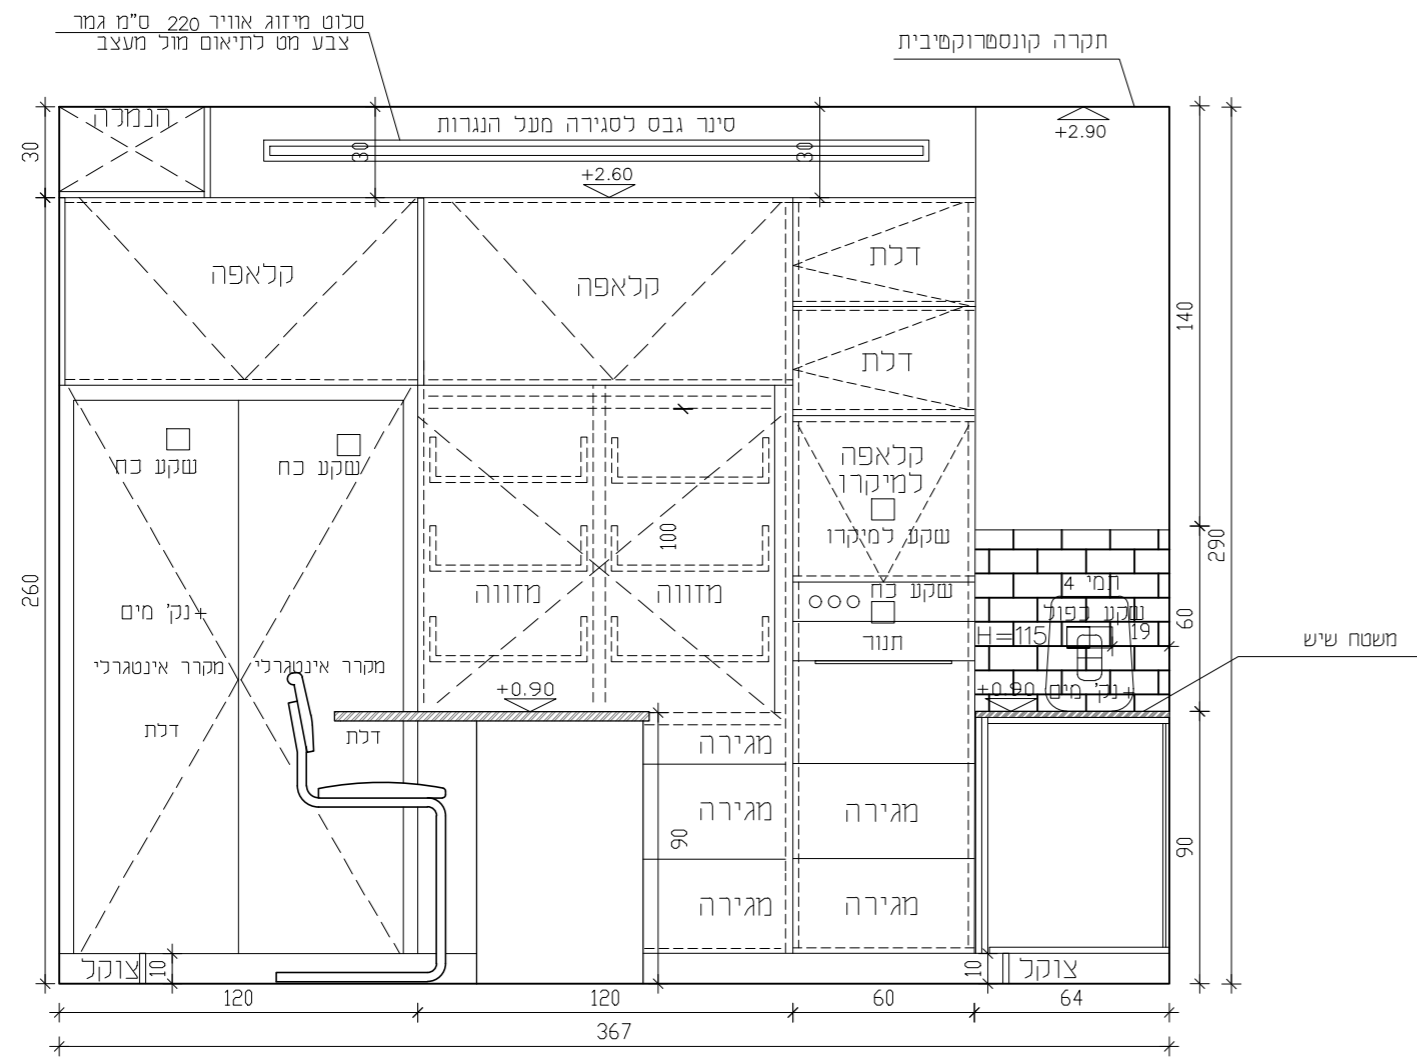 סלוט מיזוג אוויר 220 ס"מ גמר
צבע מט לתיאום מול מעצב
תקרה קונסטרוקטיבית
הנמלה
סינר גבס לסגירה מעל הנגרות
+2.90
30
30
30
+2.60
קלאפה
קלאפה
דלת
דלת
140
שקע כח
שקע כח
קלאפה
למיקרו
שקע למיקרו
100
290
260
+נק' מים
מזווה
מזווה
שקע כח
תמי 4
שקע כפול
60
H=115
19
תנור
משטח שיש
מקרר אינטגרלי
מקרר אינטגרלי
+0.90
+0.90
+נק' מים
דלת
דלת
מגירה
מגירה
מגירה
90
90
מגירה
מגירה
צוקל
10
10
צוקל
120
120
60
64
367